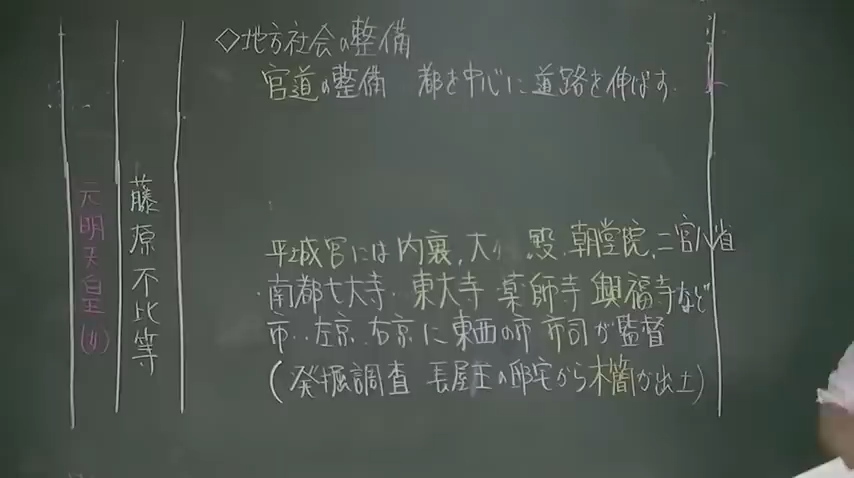 ◇地方社会の整備
官道の整備 都を中心に道路を伸ばす.
平城宮には内裏,大 殿,朝堂院,二官八省
・南都七大寺.東大寺 薬師寺 興福寺など
市..左京.右京に東西の市 市司が監督
(発掘調査 長屋王の邸宅から木簡が出土)
藤原不比等
元明天皇(4)